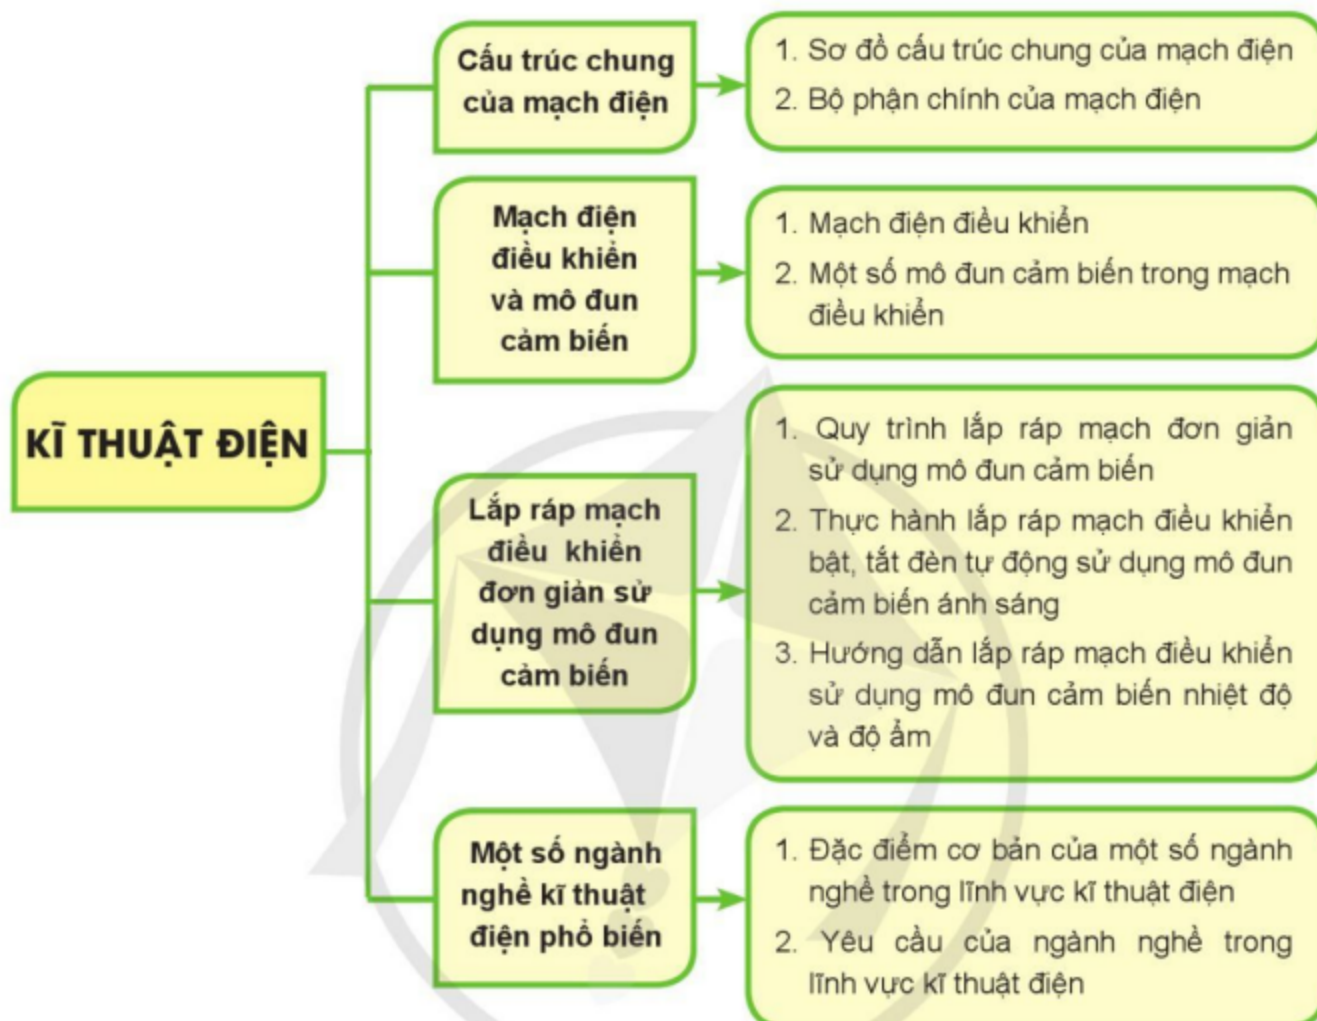 KĨ THUẬT ĐIỆN
Cấu trúc chung
của mạch điện
1. Sơ đồ cấu trúc chung của mạch điện
2. Bộ phận chính của mạch điện
Mạch điện
điều khiển
và mô đun
cảm biến
1. Mạch điện điều khiển
2. Một số mô đun cảm biến trong mạch
điều khiển
Lắp ráp mạch
điều khiển
đơn giản sử
dụng mô đun
cảm biến
1. Quy trình lắp ráp mạch đơn giản
sử dụng mô đun cảm biến
2. Thực hành lắp ráp mạch điều khiển
bật, tắt đèn tự động sử dụng mô đun
cảm biến ánh sáng
3. Hướng dẫn lắp ráp mạch điều khiển
sử dụng mô đun cảm biến nhiệt độ
và độ ẩm
Một số ngành
nghề kĩ thuật
điện phổ biến
1. Đặc điểm cơ bản của một số ngành
nghề trong lĩnh vực kĩ thuật điện
2. Yêu cầu của ngành nghề trong
lĩnh vực kĩ thuật điện